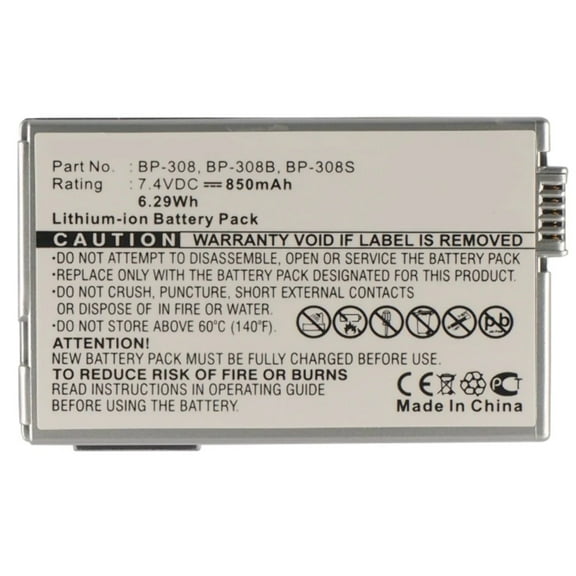 Part No. : BP-308, BP-308B, BP-308S
Rating : 7.4VDC ⎓ 850mAh
6.29Wh
Lithium-ion Battery Pack
CAUTION WARRANTY VOID IF LABEL IS REMOVED
•DO NOT ATTEMPT TO DISASSEMBLE, OPEN OR SERVICE THE BATTERY PACK
•REPLACE ONLY WITH THE BATTERY PACK DESIGNATED FOR THIS PRODUCT.
•DO NOT CRUSH, PUNCTURE, SHORT EXTERNAL CONTACTS
OR DISPOSE OF IN FIRE OR WATER.
•DO NOT STORE ABOVE 60°C (140°F).
ATTENTION:
NEW BATTERY PACK MUST BE FULLY CHARGED BEFORE USE.
TO REDUCE RISK OF FIRE OR BURNS
READ INSTRUCTIONS IN OPERATING GUIDE
BEFORE USING THE BATTERY.
Pb
CE PCT
Made In China